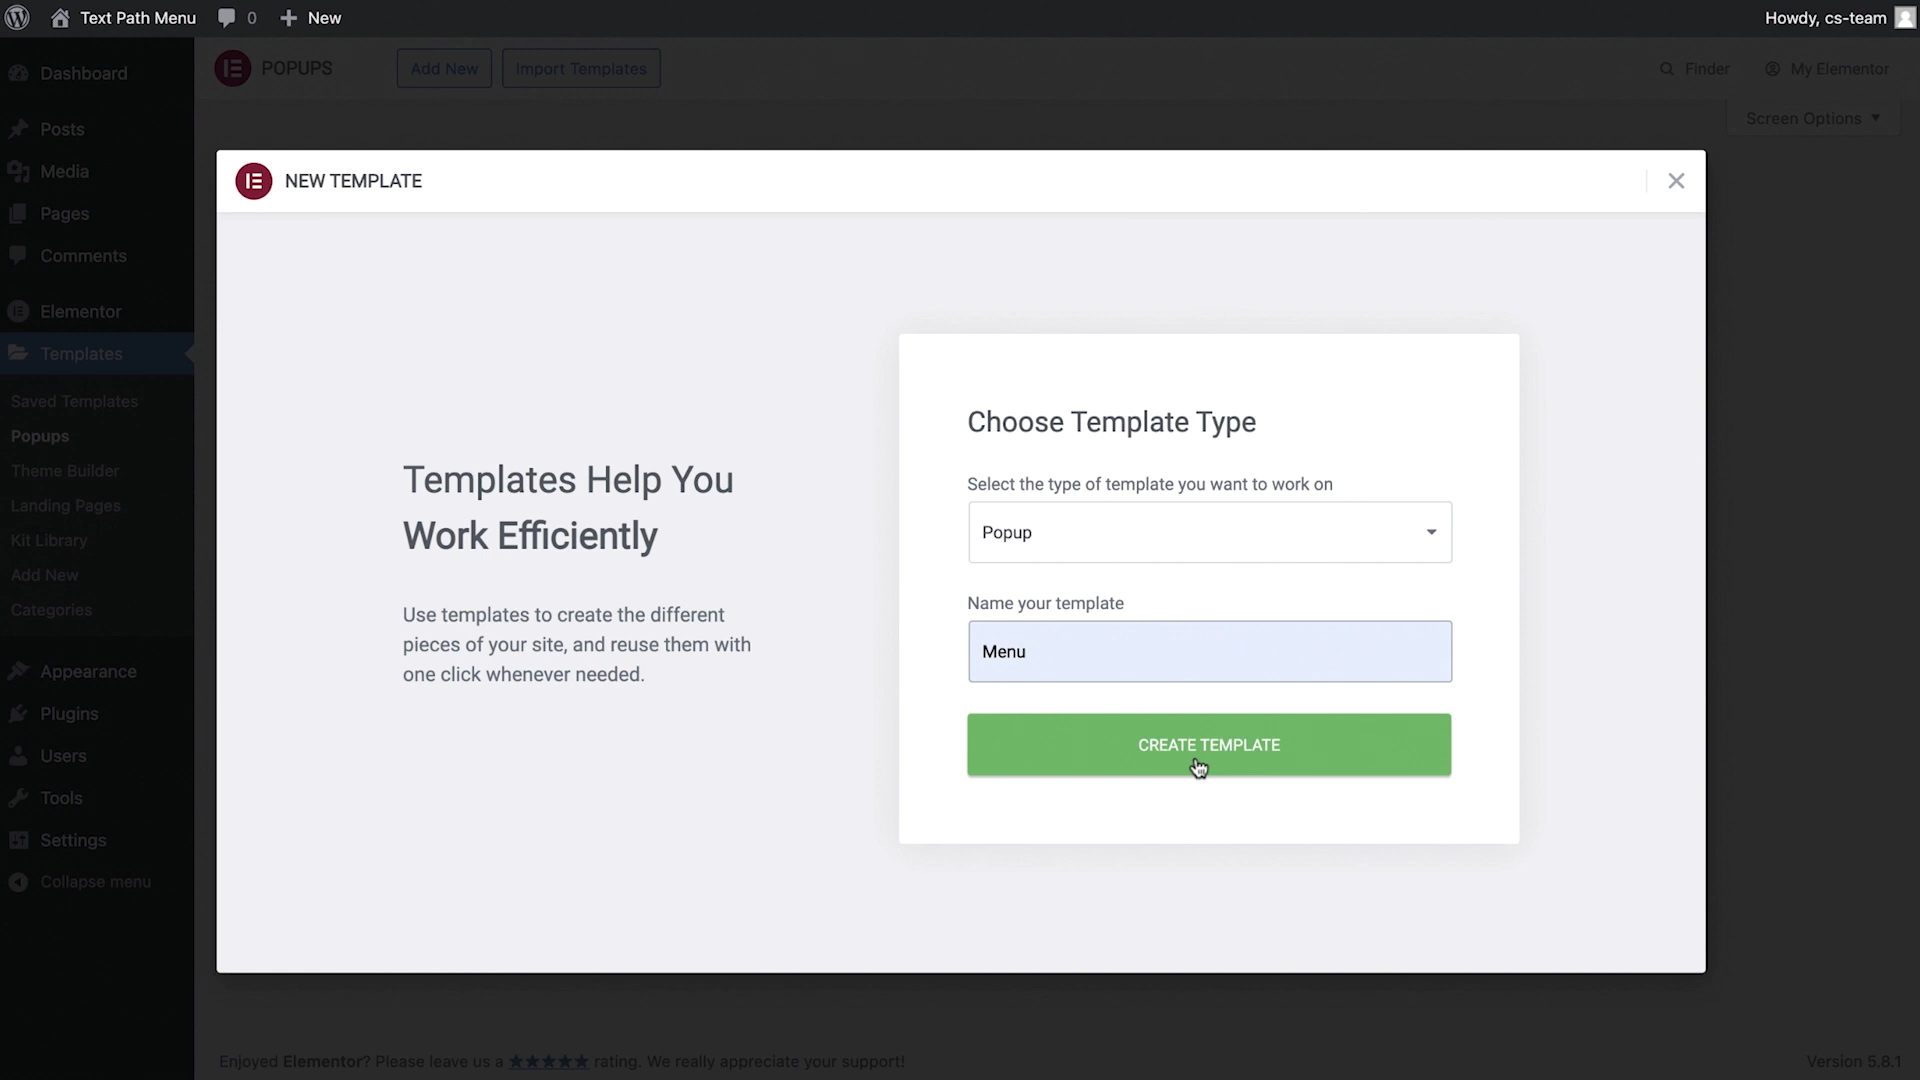 Text Path Menu
0
New
Howdy, cs-team
Dashboard
Posts
Media
Pages
Comments
Elementor
Templates
Saved Templates
Popups
Theme Builder
Landing Pages
Kit Library
Add New
Categories
Appearance
Plugins
Users
Tools
Settings
Collapse menu
POPUPS
Add New
Import Templates
Finder
My Elementor
Screen Options
NEW TEMPLATE
Templates Help You
Work Efficiently
Use templates to create the different
pieces of your site, and reuse them with
one click whenever needed.
Choose Template Type
Select the type of template you want to work on
Popup
Name your template
Menu
CREATE TEMPLATE
Enjoyed Elementor? Please leave us a ★★★★★ rating. We really appreciate your support!
Version 5.8.1